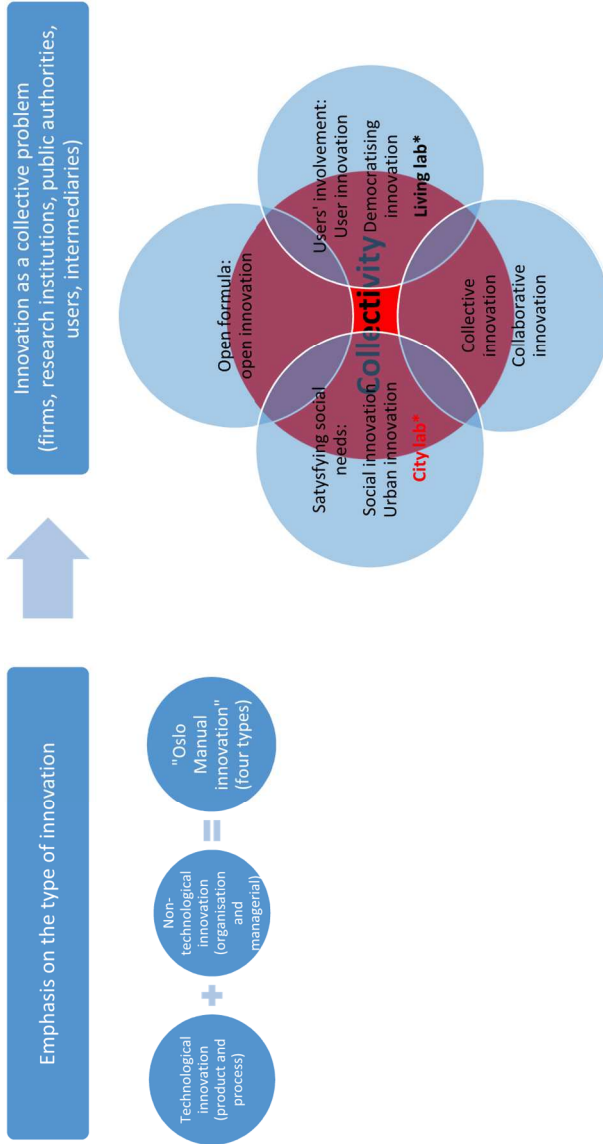 Emphasis on the type of innovation
Innovation as a collective problem
(firms, research institutions, public authorities,
users, intermediaries)
Technological
innovation
(product and
process)
+
Non-
technological
innovation
(organisation
and
managerial)
=
"Oslo
Manual
innovation"
(four types)
Open formula:
open innovation
Satysfying social
needs:
Social innovation
Urban innovation
City lab*
Collectivity
Users' involvement:
User innovation
Democratising
innovation
Living lab*
Collective
innovation
Collaborative
innovation